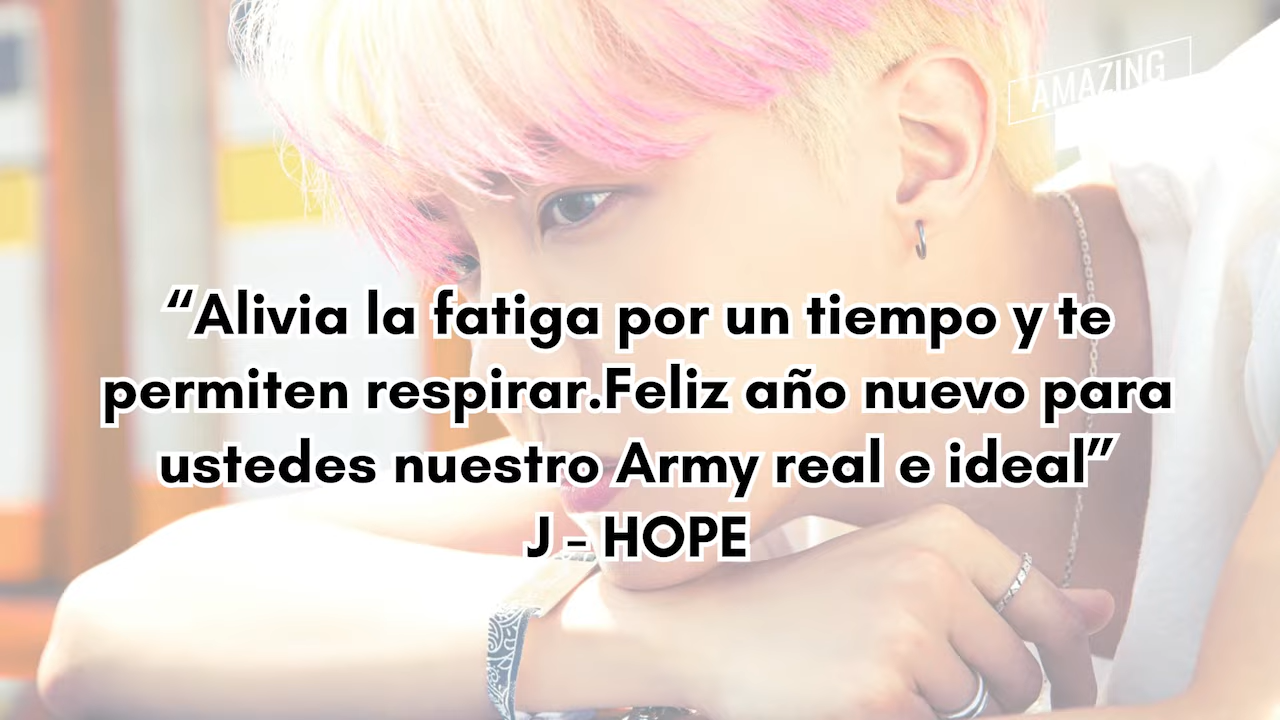 AMAZING
“Alivia la fatiga por un tiempo y te
permiten respirar.Feliz año nuevo para
ustedes nuestro Army real e ideal”
J - HOPE